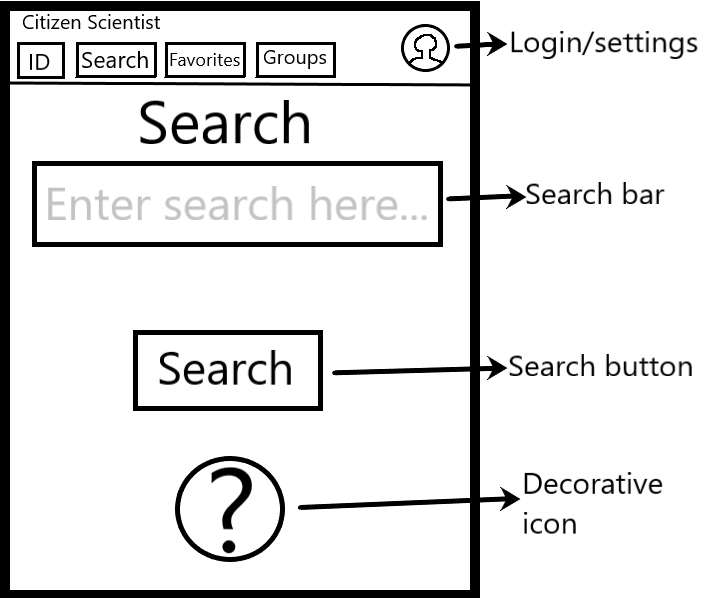 Citizen Scientist
Login/settings
ID Search Favorites Groups
Search
Enter search here...
Search bar
Search
Search button
?
Decorative
icon